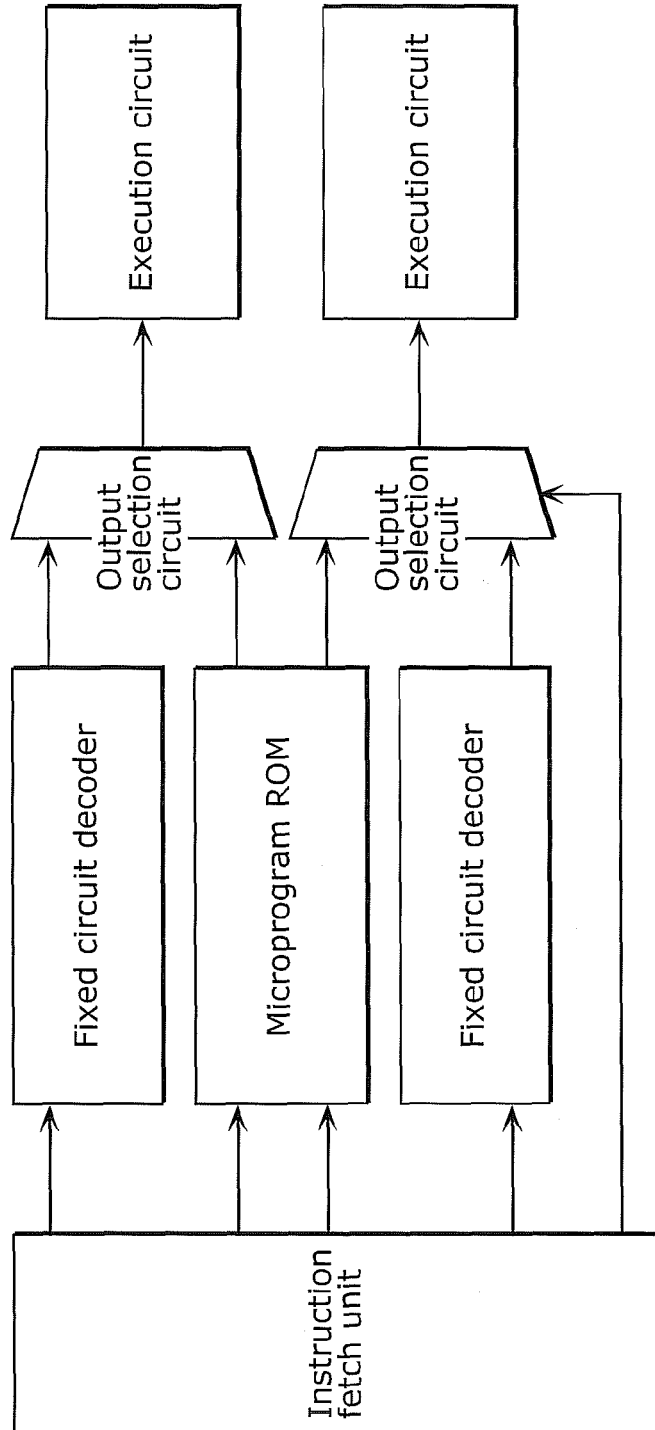 Instruction
fetch unit
Fixed circuit decoder
Microprogram ROM
Fixed circuit decoder
Output
selection
circuit
Output
selection
circuit
Execution circuit
Execution circuit